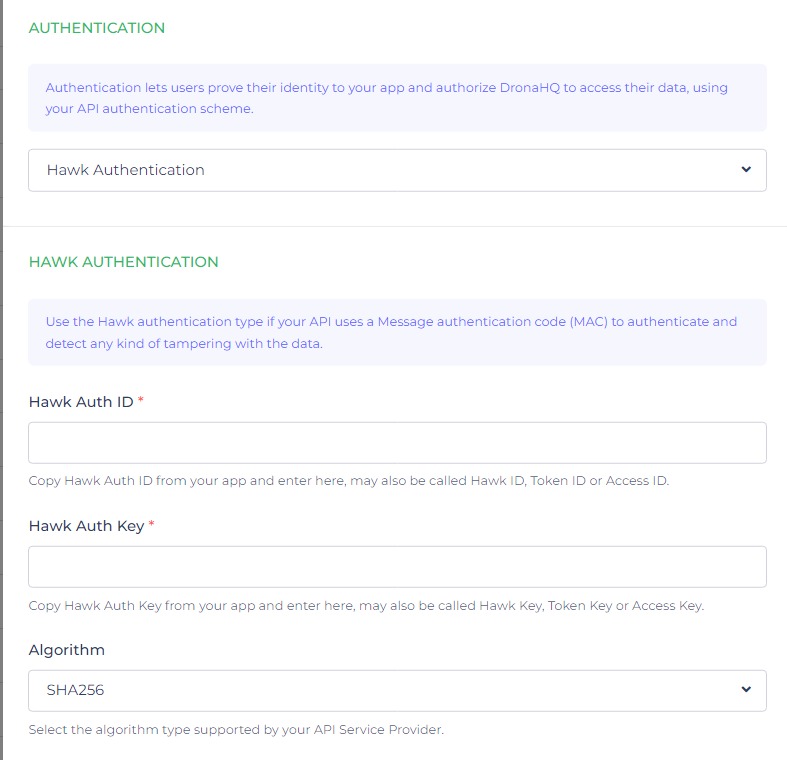 AUTHENTICATION
Authentication lets users prove their identity to your app and authorize DronaHQ to access their data, using
your API authentication scheme.
Hawk Authentication
HAWK AUTHENTICATION
Use the Hawk authentication type if your API uses a Message authentication code (MAC) to authenticate and
detect any kind of tampering with the data.
Hawk Auth ID *
Copy Hawk Auth ID from your app and enter here, may also be called Hawk ID, Token ID or Access ID.
Hawk Auth Key *
Copy Hawk Auth Key from your app and enter here, may also be called Hawk Key, Token Key or Access Key.
Algorithm
SHA256
Select the algorithm type supported by your API Service Provider.